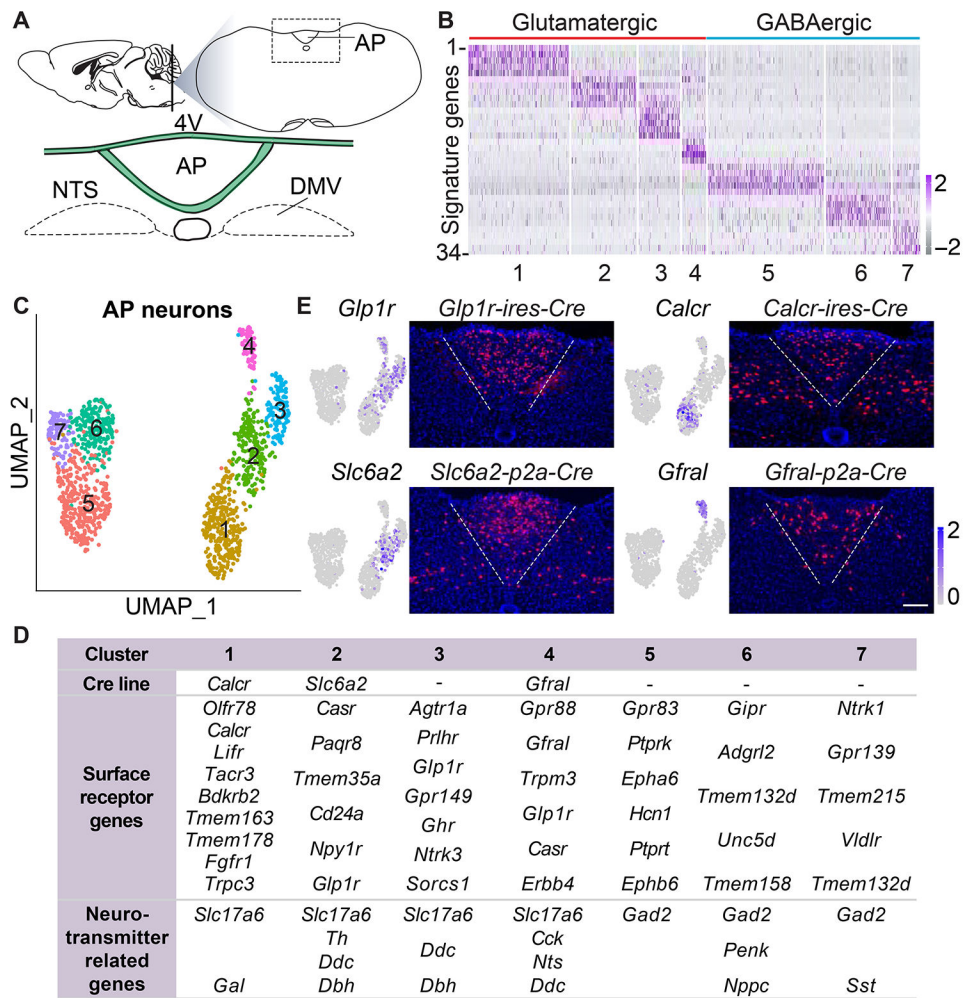 A
AP
4V
AP
NTS
DMV
B
Glutamatergic
GABAergic
Signature genes
1-
34-
2
−2
1 2 3 4 5 6 7
C
AP neurons
UMAP_2
4
3
7
6
2
5
1
UMAP_1
E
Glp1r
Glp1r-ires-Cre
Calcr
Calcr-ires-Cre
Slc6a2
Slc6a2-p2a-Cre
Gfral
Gfral-p2a-Cre
2
0
D
Cluster 1 2 3 4 5 6 7
Cre line Calcr Slc6a2 - Gfral - - -
Surface
receptor
genes
Olfr78
Calcr
Lifr
Tacr3
Bdkrb2
Tmem163
Tmem178
Fgfr1
Trpc3
Casr
Paqr8
Tmem35a
Cd24a
Npy1r
Glp1r
Agtr1a
Prlhr
Glp1r
Gpr149
Ghr
Ntrk3
Sorcs1
Gpr88
Gfral
Trpm3
Glp1r
Casr
Erbb4
Gpr83
Ptprk
Epha6
Hcn1
Ptprt
Ephb6
Gipr
Adgrl2
Tmem132d
Unc5d
Tmem158
Ntrk1
Gpr139
Tmem215
Vldlr
Tmem132d
Neuro-
transmitter
related
genes
Slc17a6
Gal
Slc17a6
Th
Ddc
Dbh
Slc17a6
Ddc
Dbh
Slc17a6
Cck
Nts
Ddc
Gad2
Gad2
Penk
Nppc
Gad2
Sst